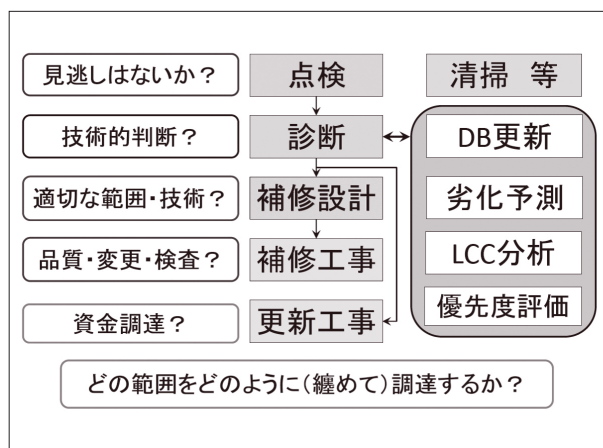 見逃しはないか？
点検
清掃　等
技術的判断？
診断
DB更新
適切な範囲・技術？
補修設計
劣化予測
品質・変更・検査？
補修工事
LCC分析
資金調達？
更新工事
優先度評価
どの範囲をどのように（纏めて）調達するか？